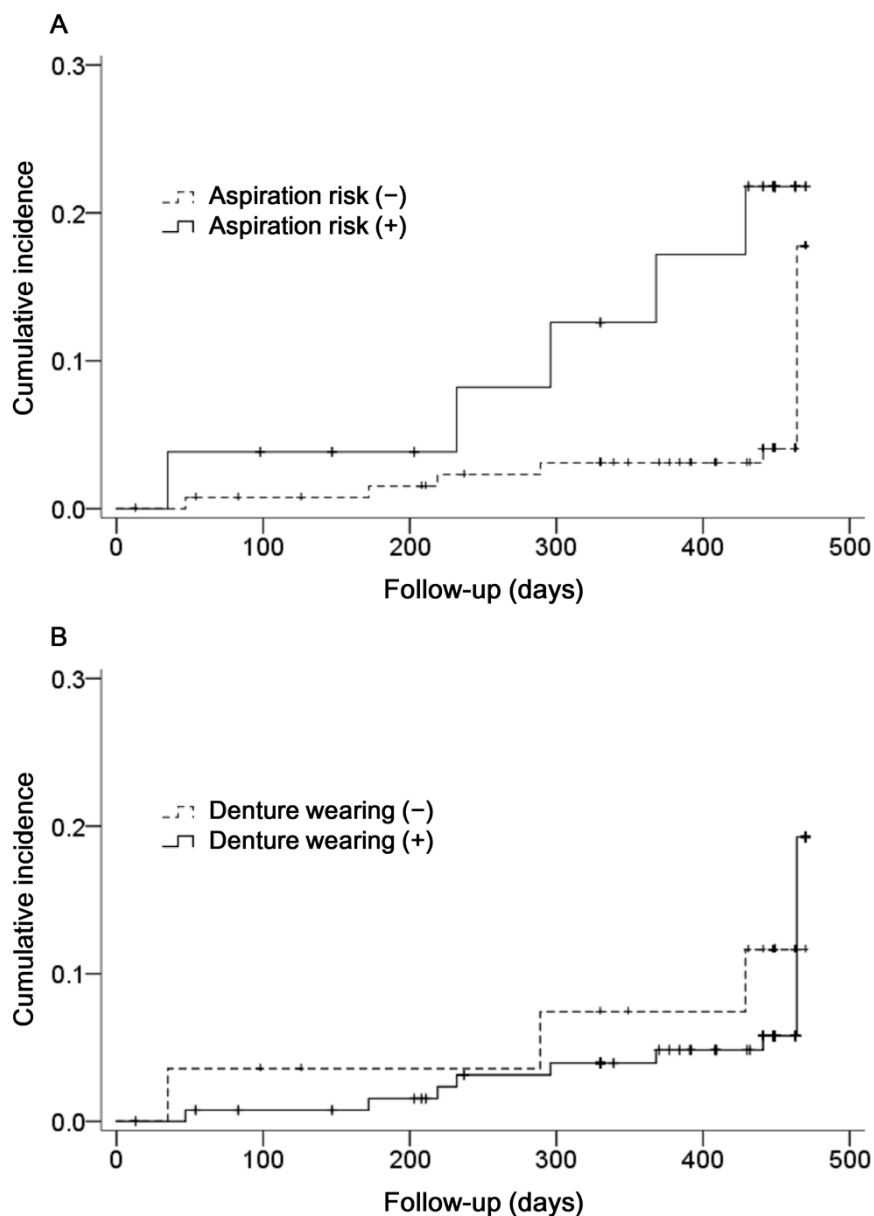 A
0.3
0.2
0.1
0.0
Cumulative incidence
Aspiration risk (−)
Aspiration risk (+)
0 100 200 300 400 500
Follow-up (days)
B
0.3
0.2
0.1
0.0
Cumulative incidence
Denture wearing (−)
Denture wearing (+)
0 100 200 300 400 500
Follow-up (days)